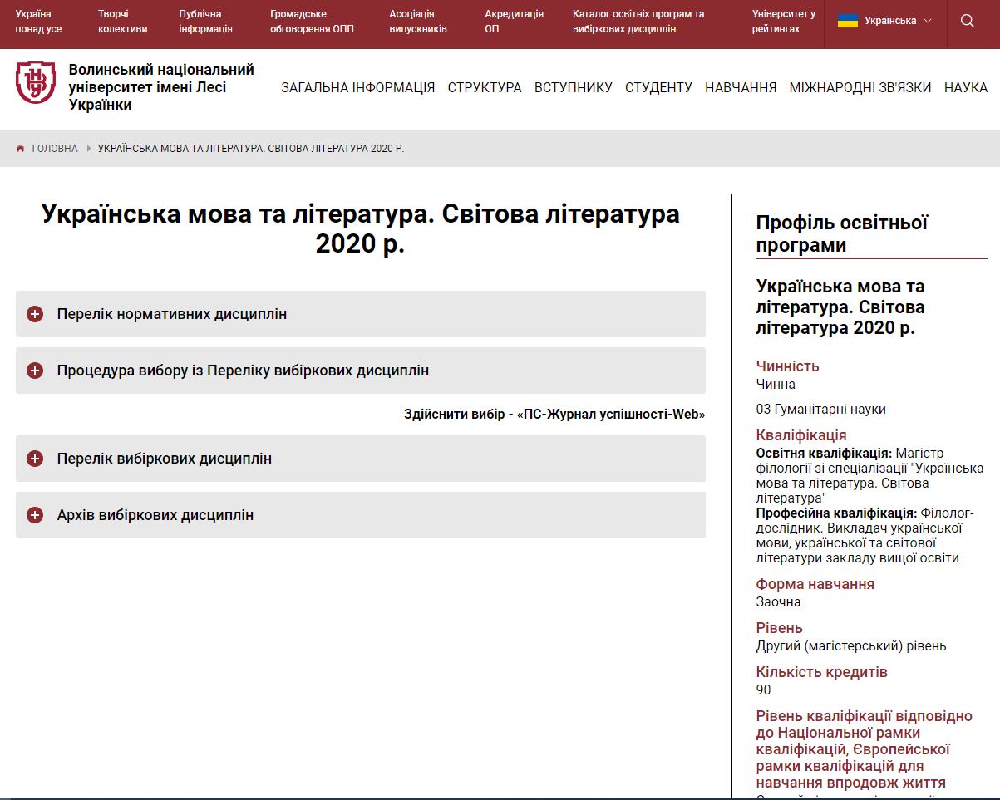 Україна понад усе
Творчі колективи
Публічна інформація
Громадське обговорення ОПП
Асоціація випускників
Акредитація ОП
Каталог освітніх програм та вибіркових дисциплін
Університет у рейтингах
Українська
Волинський національний
університет імені Лесі
Українки
ЗАГАЛЬНА ІНФОРМАЦІЯ СТРУКТУРА ВСТУПНИКУ СТУДЕНТУ НАВЧАННЯ МІЖНАРОДНІ ЗВ'ЯЗКИ НАУКА
ГОЛОВНА УКРАЇНСЬКА МОВА ТА ЛІТЕРАТУРА. СВІТОВА ЛІТЕРАТУРА 2020 Р.
Українська мова та література. Світова література
2020 р.
Перелік нормативних дисциплін
Процедура вибору із Переліку вибіркових дисциплін
Здійснити вибір - «ПС-Журнал успішності-Web»
Перелік вибіркових дисциплін
Архів вибіркових дисциплін
Профіль освітньої
програми
Українська мова та
література. Світова
література 2020 р.
Чинність
Чинна
03 Гуманітарні науки
Кваліфікація
Освітня кваліфікація: Магістр
філології зі спеціалізації "Українська
мова та література. Світова
література"
Професійна кваліфікація: Філолог-
дослідник. Викладач української
мови, української та світової
літератури закладу вищої освіти
Форма навчання
Заочна
Рівень
Другий (магістерський) рівень
Кількість кредитів
90
Рівень кваліфікації відповідно
до Національної рамки
кваліфікацій, Європейської
рамки кваліфікацій для
навчання впродовж життя